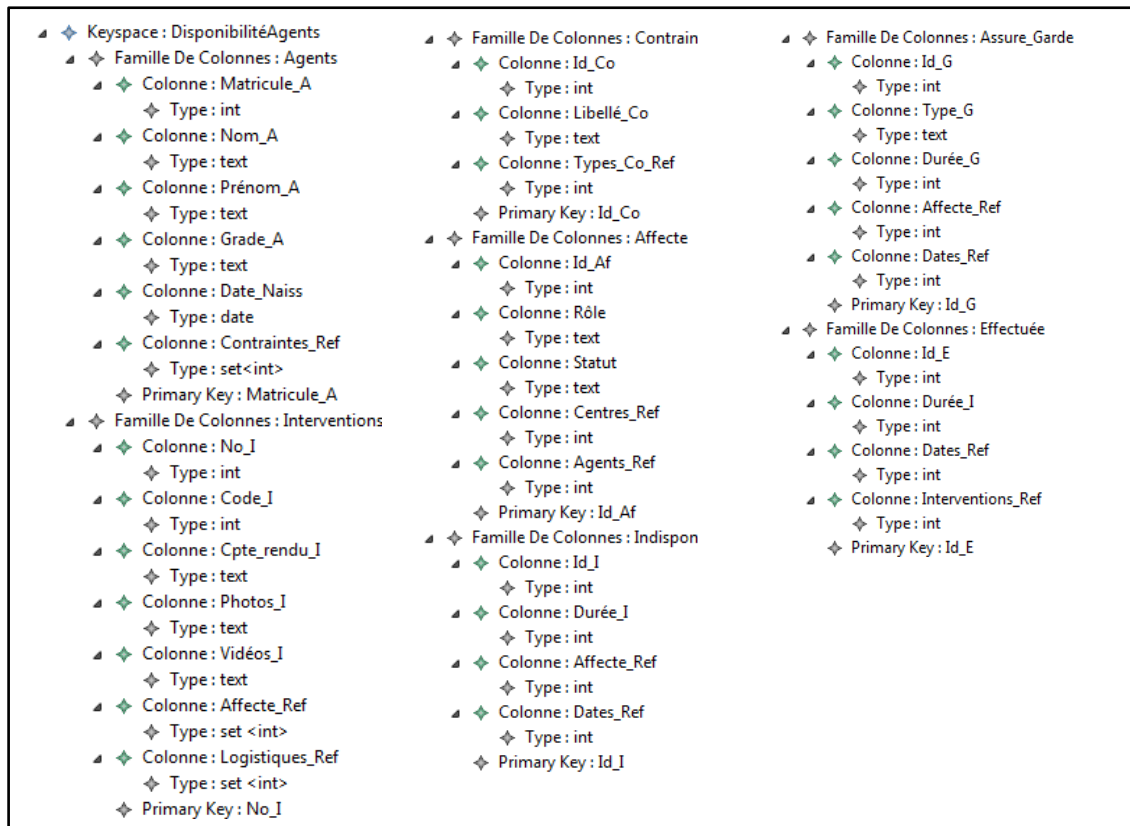 Keyspace : DisponibilitéAgents
Famille De Colonnes : Agents
Colonne : Matricule_A
Type : int
Colonne : Nom_A
Type : text
Colonne : Prénom_A
Type : text
Colonne : Grade_A
Type : text
Colonne : Date_Naiss
Type : date
Colonne : Contraintes_Ref
Type : set<int>
Primary Key : Matricule_A
Famille De Colonnes : Interventions
Colonne : No_I
Type : int
Colonne : Code_I
Type : int
Colonne : Cpte_rendu_I
Type : text
Colonne : Photos_I
Type : text
Colonne : Vidéos_I
Type : text
Colonne : Affecte_Ref
Type : set <int>
Colonne : Logistiques_Ref
Type : set <int>
Primary Key : No_I
Famille De Colonnes : Contrain
Colonne : Id_Co
Type : int
Colonne : Libellé_Co
Type : text
Colonne : Types_Co_Ref
Type : int
Primary Key : Id_Co
Famille De Colonnes : Affecte
Colonne : Id_Af
Type : int
Colonne : Rôle
Type : text
Colonne : Statut
Type : text
Colonne : Centres_Ref
Type : int
Colonne : Agents_Ref
Type : int
Primary Key : Id_Af
Famille De Colonnes : Indispon
Colonne : Id_I
Type : int
Colonne : Durée_I
Type : int
Colonne : Affecte_Ref
Type : int
Colonne : Dates_Ref
Type : int
Primary Key : Id_I
Famille De Colonnes : Assure_Garde
Colonne : Id_G
Type : int
Colonne : Type_G
Type : text
Colonne : Durée_G
Type : int
Colonne : Affecte_Ref
Type : int
Colonne : Dates_Ref
Type : int
Primary Key : Id_G
Famille De Colonnes : Effectuée
Colonne : Id_E
Type : int
Colonne : Durée_I
Type : int
Colonne : Dates_Ref
Type : int
Colonne : Interventions_Ref
Type : int
Primary Key : Id_E